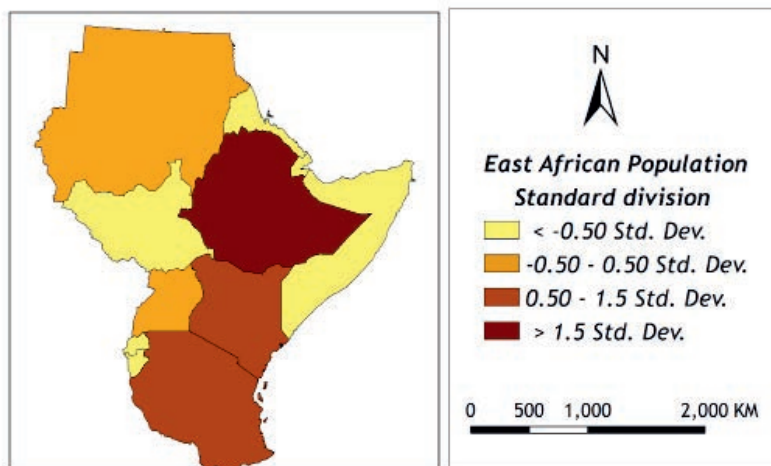 N
East African Population
Standard division
< -0.50 Std. Dev.
-0.50 - 0.50 Std. Dev.
0.50 - 1.5 Std. Dev.
> 1.5 Std. Dev.
0 500 1,000 2,000 KM